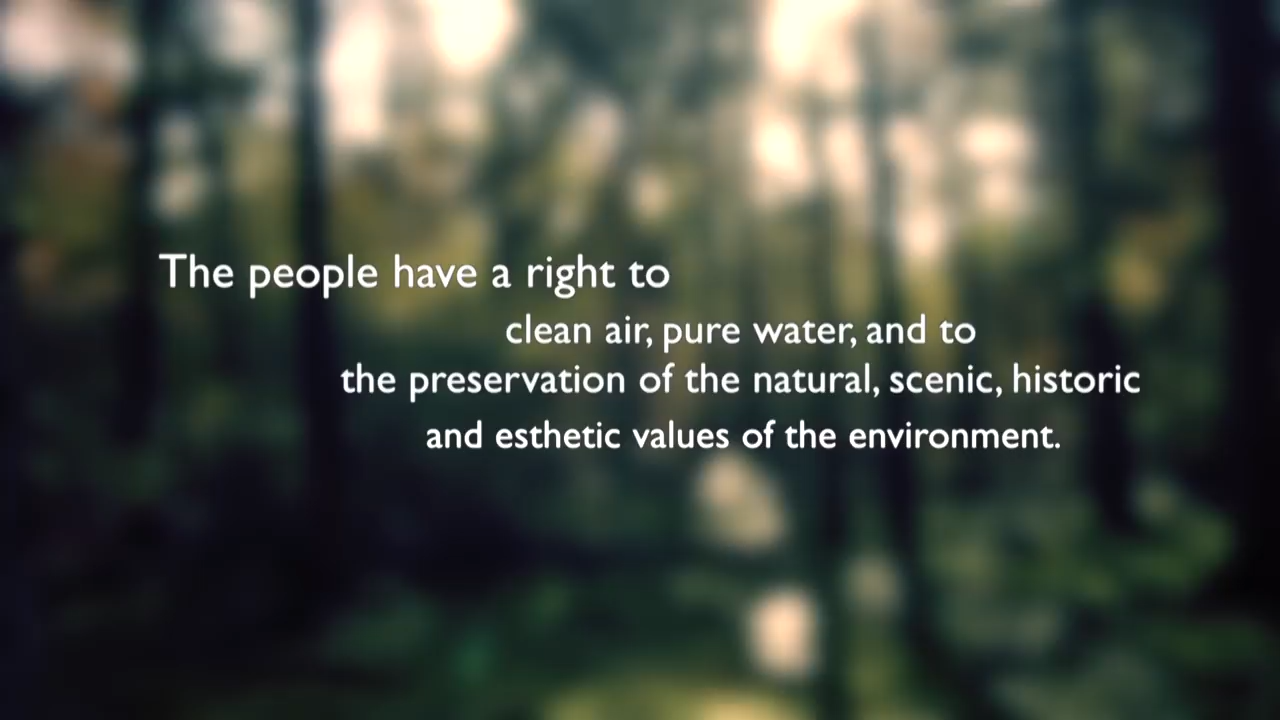 The people have a right to
clean air, pure water, and to
the preservation of the natural, scenic, historic
and esthetic values of the environment.